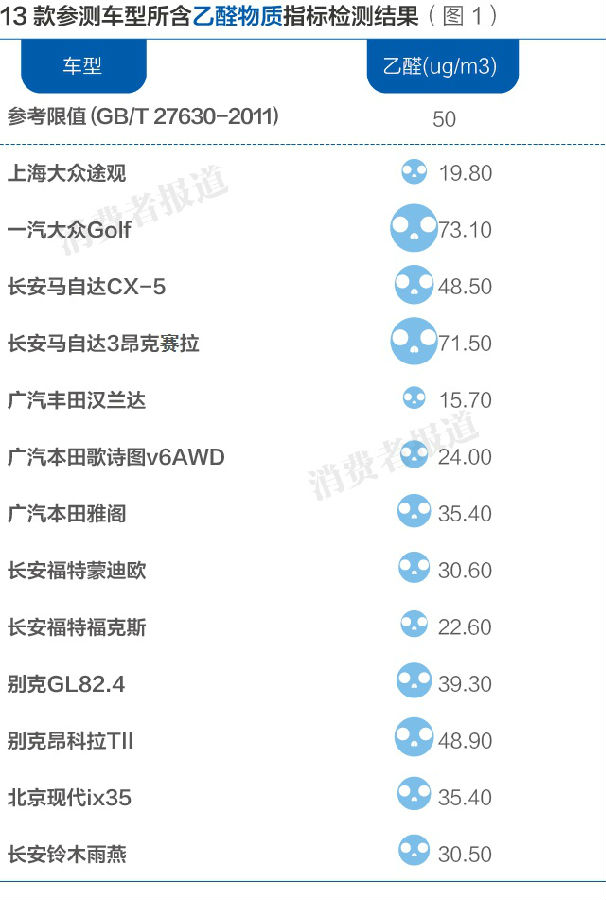 13 款参测车型所含乙醛物质指标检测结果（图 1）
车型 乙醛(ug/m3)
参考限值(GB/T 27630-2011) 50
上海大众途观 19.80
一汽大众Golf 73.10
长安马自达CX-5 48.50
长安马自达3昂克赛拉 71.50
广汽丰田汉兰达 15.70
广汽本田歌诗图v6AWD 24.00
广汽本田雅阁 35.40
长安福特蒙迪欧 30.60
长安福特福克斯 22.60
别克GL82.4 39.30
别克昂科拉TII 48.90
北京现代ix35 35.40
长安铃木雨燕 30.50
消费者报道
消费者报道